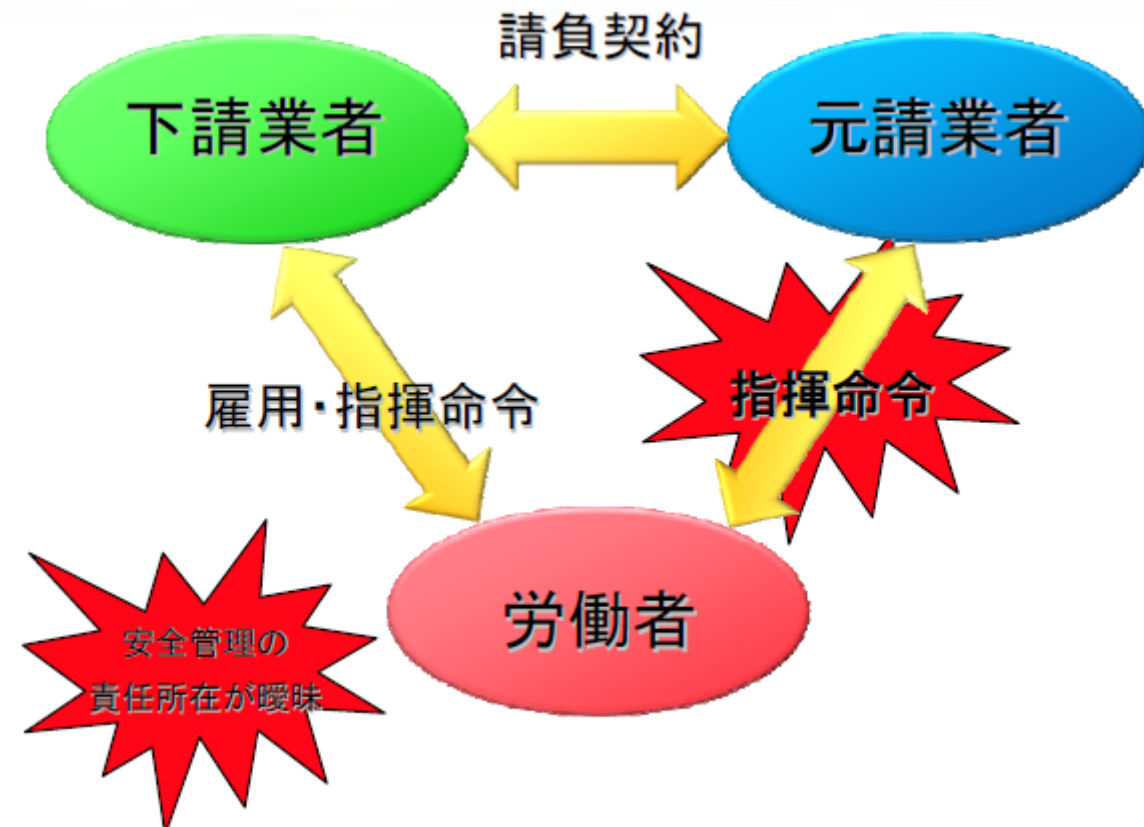 請負契約
下請業者
元請業者
雇用・指揮命令
指揮命令
労働者
安全管理の
責任所在が曖昧